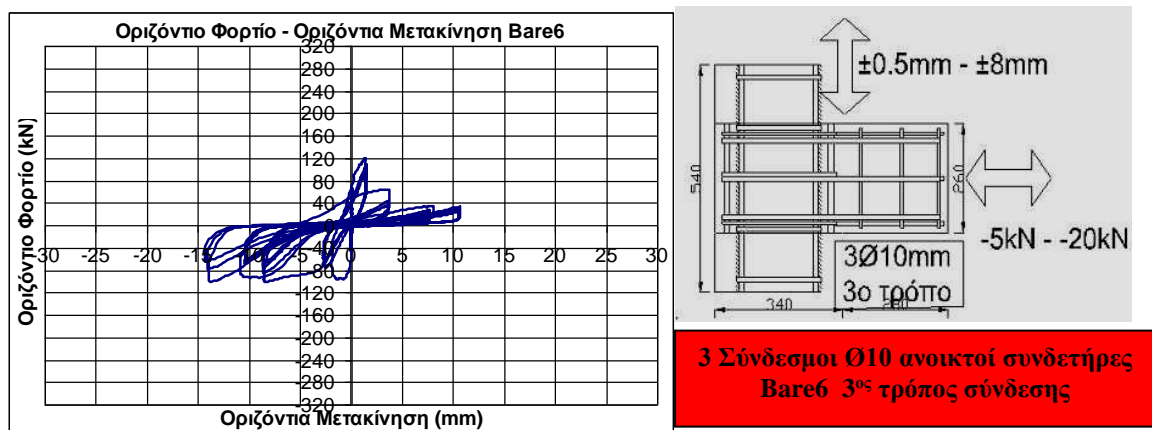 Οριζόντιο Φορτίο - Οριζόντια Μετακίνηση Bare6
Οριζόντιο Φορτίο (kN)
320
280
240
200
160
120
80
40
0
-40
-80
-120
-160
-200
-240
-280
-320
-30 -25 -20 -15 -10 -5 0 5 10 15 20 25 30
Οριζόντια Μετακίνηση (mm)
±0.5mm - ±8mm
540
260
-5kN - -20kN
3Ø10mm
3ο τρόπο
340 280
3 Σύνδεσμοι Ø10 ανοικτοί συνδετήρες
Bare6 3ος τρόπος σύνδεσης